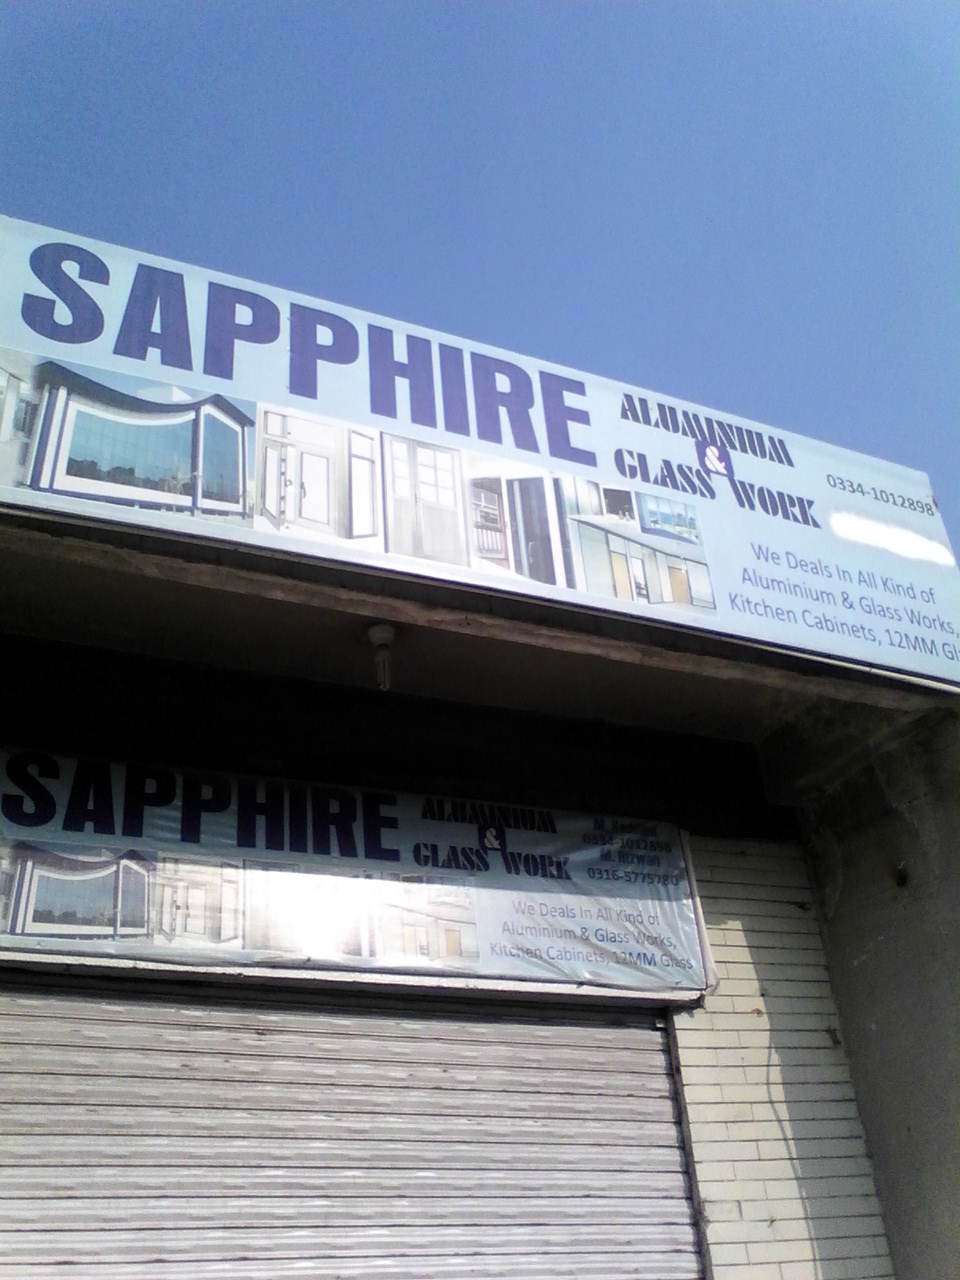 SAPPHIRE
ALUMINIUM
&
GLASS WORK
0334-1012898
We Deals In All Kind of
Aluminium & Glass Works,
Kitchen Cabinets, 12MM Gl
SAPPHIRE
ALUMINIUM
&
GLASS WORK
M.
0334-1012898
M. Rizwan
0316-5775780
We Deals In All Kind of
Aluminium & Glass Works,
Kitchen Cabinets, 12MM Glass